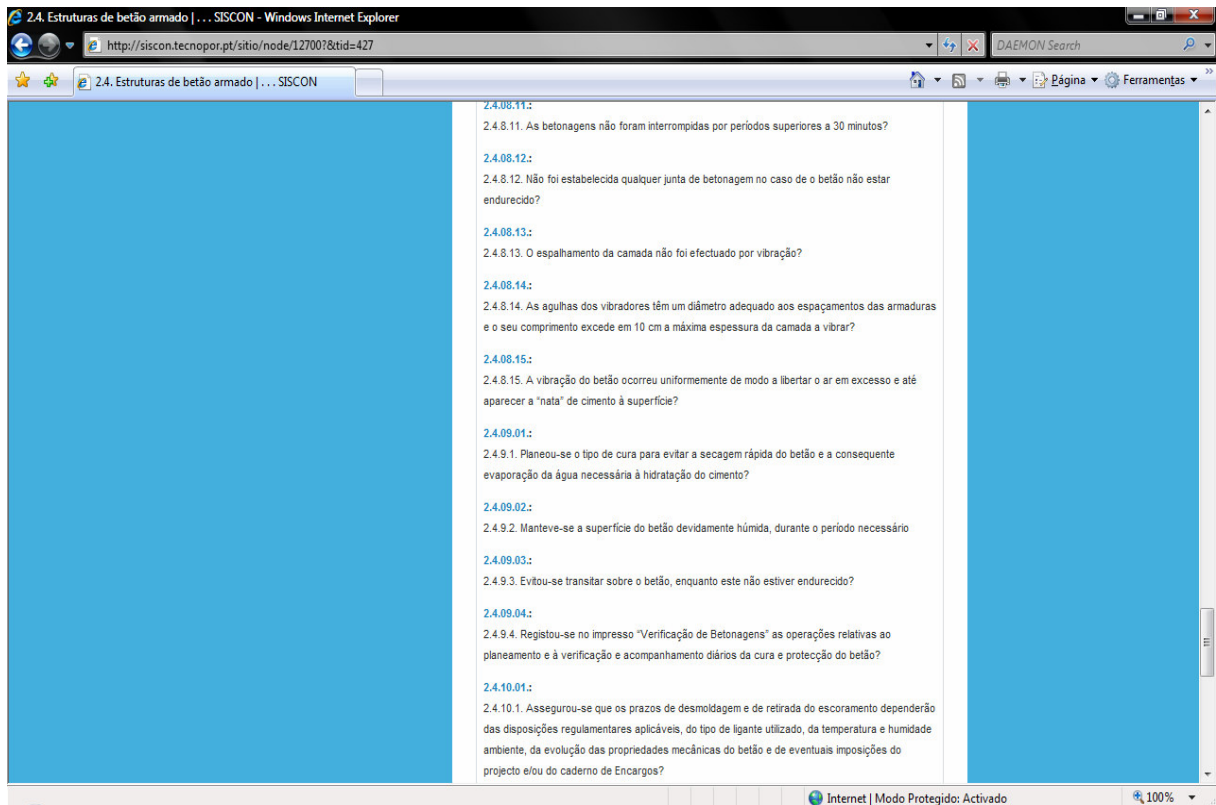 2.4. Estruturas de betão armado | . . . SISCON - Windows Internet Explorer
http://siscon.tecnopor.pt/sitio/node/12700?&tid=427
DAEMON Search
2.4. Estruturas de betão armado | . . . SISCON
Página
Ferramentas
2.4.08.11.:
2.4.8.11. As betonagens não foram interrompidas por períodos superiores a 30 minutos?
2.4.08.12.:
2.4.8.12. Não foi estabelecida qualquer junta de betonagem no caso de o betão não estar
endurecido?
2.4.08.13.:
2.4.8.13. O espalhamento da camada não foi efectuado por vibração?
2.4.08.14.:
2.4.8.14. As agulhas dos vibradores têm um diâmetro adequado aos espaçamentos das armaduras
e o seu comprimento excede em 10 cm a máxima espessura da camada a vibrar?
2.4.08.15.:
2.4.8.15. A vibração do betão ocorreu uniformemente de modo a libertar o ar em excesso e até
aparecer a “nata” de cimento à superfície?
2.4.09.01.:
2.4.9.1. Planeou-se o tipo de cura para evitar a secagem rápida do betão e a consequente
evaporação da água necessária à hidratação do cimento?
2.4.09.02.:
2.4.9.2. Manteve-se a superfície do betão devidamente húmida, durante o período necessário
2.4.09.03.:
2.4.9.3. Evitou-se transitar sobre o betão, enquanto este não estiver endurecido?
2.4.09.04.:
2.4.9.4. Registou-se no impresso “Verificação de Betonagens” as operações relativas ao
planeamento e à verificação e acompanhamento diários da cura e protecção do betão?
2.4.10.01.:
2.4.10.1. Assegurou-se que os prazos de desmoldagem e de retirada do escoramento dependerão
das disposições regulamentares aplicáveis, do tipo de ligante utilizado, da temperatura e humidade
ambiente, da evolução das propriedades mecânicas do betão e de eventuais imposições do
projecto e/ou do caderno de Encargos?
Internet | Modo Protegido: Activado
100%